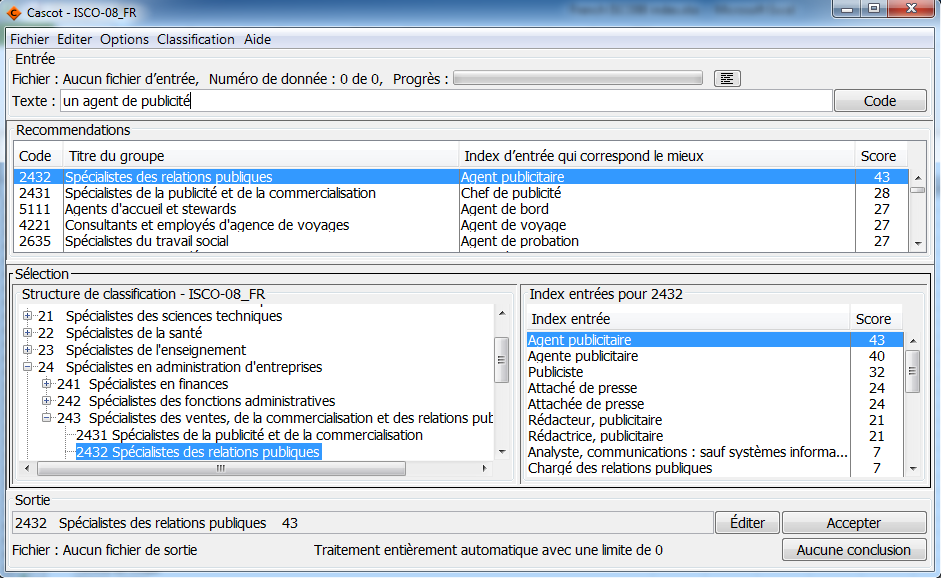 Cascot - ISCO-08_FR
Fichier Editer Options Classification Aide
Entrée
Fichier : Aucun fichier d'entrée, Numéro de donnée : 0 de 0, Progrès :
Texte : un agent de publicité Code
Recommendations
Code Titre du groupe Index d'entrée qui correspond le mieux Score
2432 Spécialistes des relations publiques Agent publicitaire 43
2431 Spécialistes de la publicité et de la commercialisation Chef de publicité 28
5111 Agents d'accueil et stewards Agent de bord 27
4221 Consultants et employés d'agence de voyages Agent de voyage 27
2635 Spécialistes du travail social Agent de probation 27
Sélection
Structure de classification - ISCO-08_FR
21 Spécialistes des sciences techniques
22 Spécialistes de la santé
23 Spécialistes de l'enseignement
24 Spécialistes en administration d'entreprises
241 Spécialistes en finances
242 Spécialistes des fonctions administratives
243 Spécialistes des ventes, de la commercialisation et des relations pub
2431 Spécialistes de la publicité et de la commercialisation
2432 Spécialistes des relations publiques
Index entrées pour 2432
Index entrée Score
Agent publicitaire 43
Agente publicitaire 40
Publiciste 32
Attaché de presse 24
Attachée de presse 24
Rédacteur, publicitaire 21
Rédactrice, publicitaire 21
Analyste, communications : sauf systèmes informa... 7
Chargé des relations publiques 7
Sortie
2432 Spécialistes des relations publiques 43 Éditer Accepter
Fichier : Aucun fichier de sortie Traitement entièrement automatique avec une limite de 0 Aucune conclusion